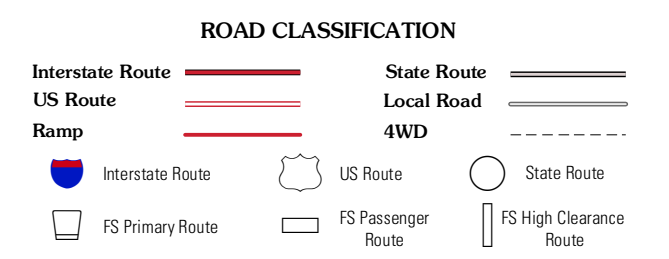 ROAD CLASSIFICATION
Interstate Route
State Route
US Route
Local Road
Ramp
4WD
Interstate Route
US Route
State Route
FS Primary Route
FS Passenger
Route
FS High Clearance
Route